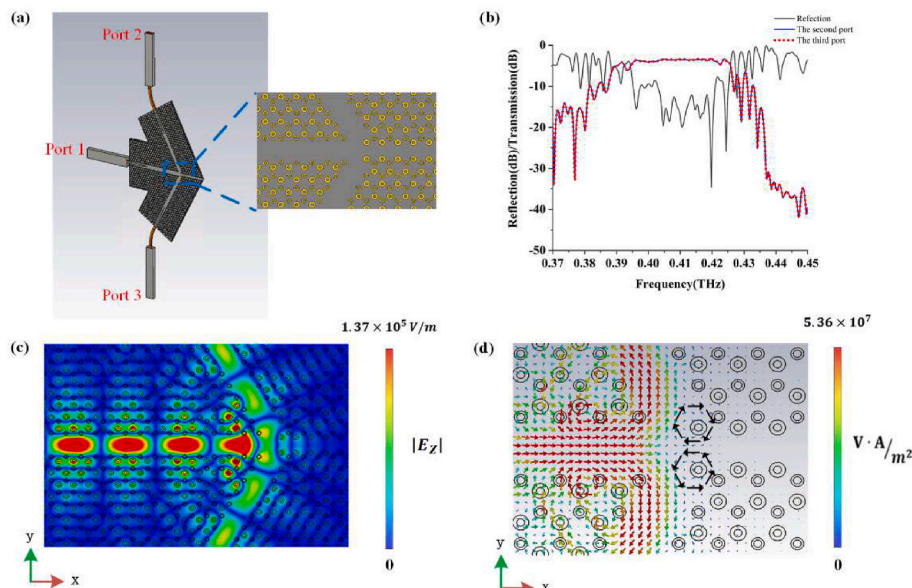 (a)
Port 2
Port 1
Port 3
(b)
Refection
The second port
The third port
Reflection(dB)/Transmission(dB)
0
-10
-20
-30
-40
-50
0.37
0.38
0.39
0.40
0.41
0.42
0.43
0.44
0.45
Frequency(THz)
(c)
1.37 × 10⁵ V/m
|E_Z|
0
y
x
(d)
5.36 × 10⁷
V · A/m²
0
y
x